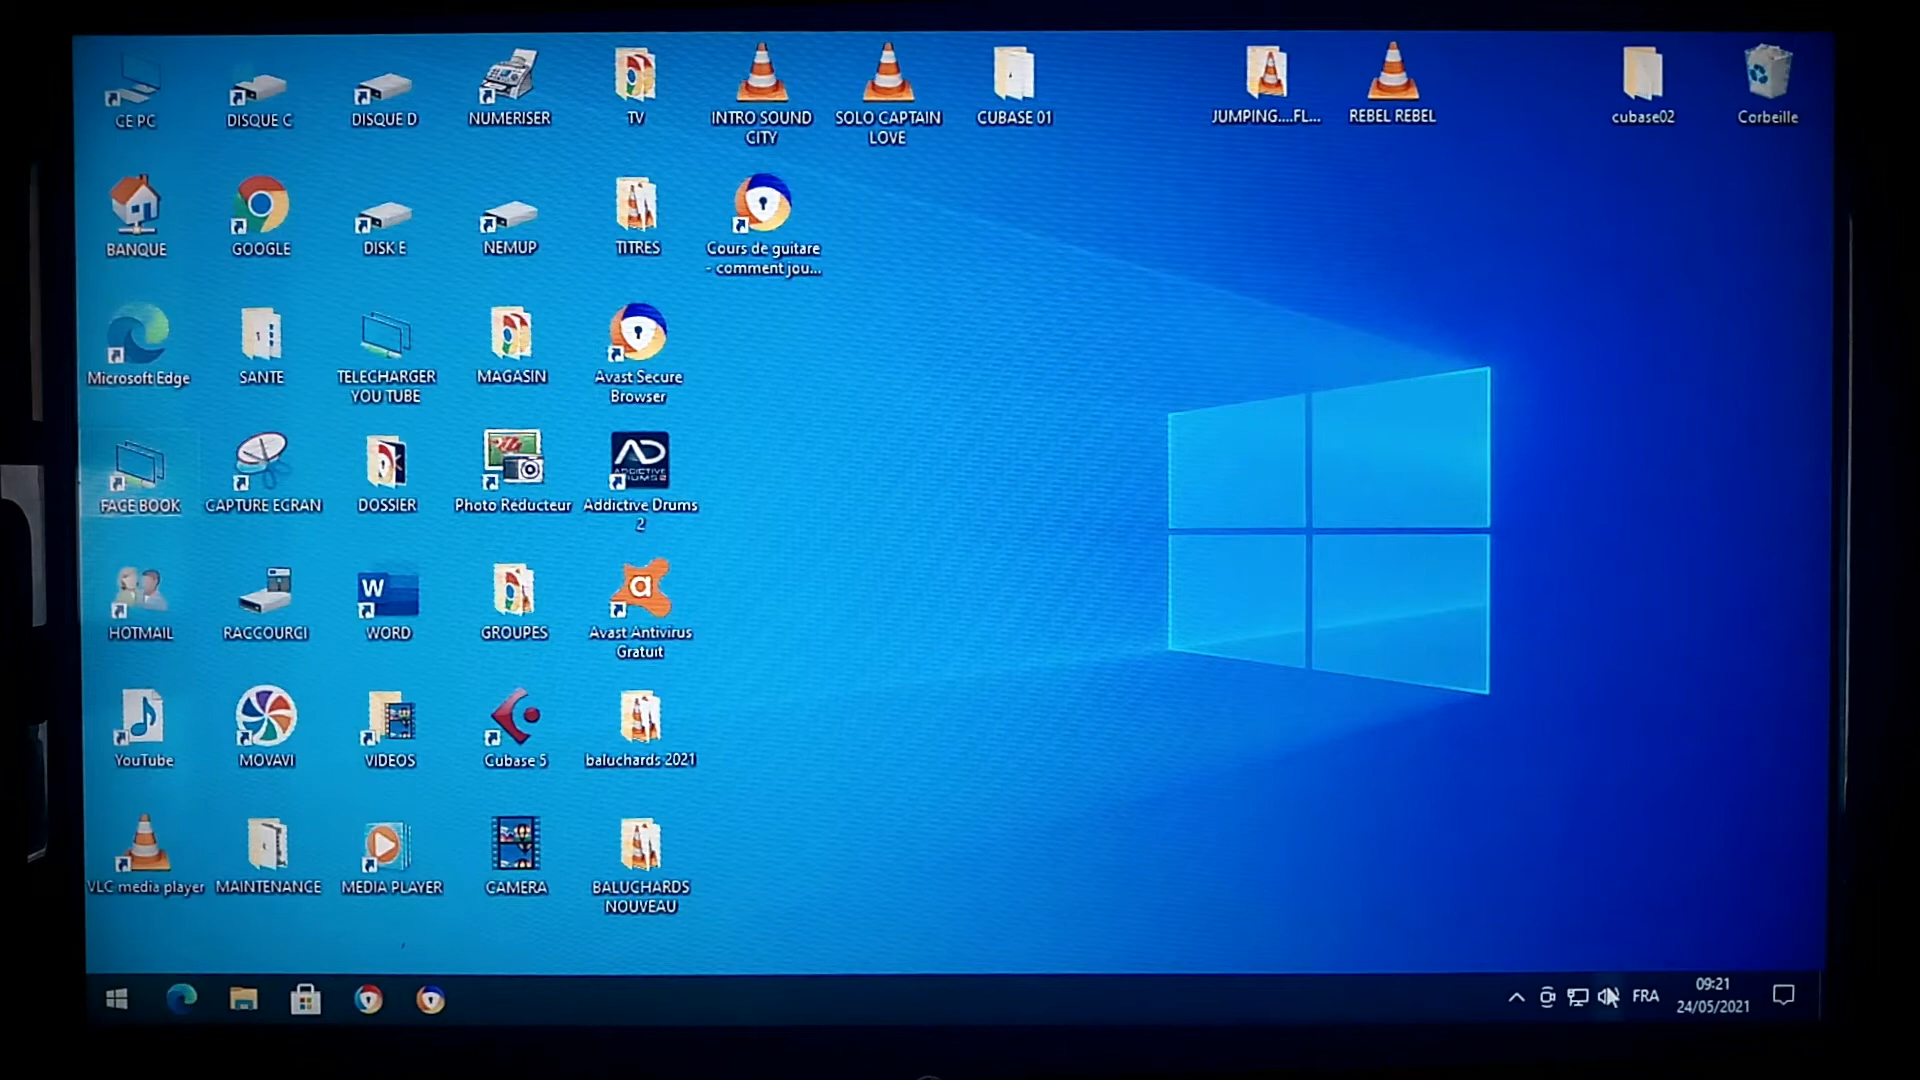 CE PC
DISQUE C
DISQUE D
NUMERISER
TV
INTRO SOUND
CITY
SOLO CAPTAIN
LOVE
CUBASE 01
JUMPING....FL...
REBEL REBEL
cubase02
Corbeille
BANQUE
GOOGLE
DISK E
NEMUP
TITRES
Cours de guitare
- comment jou...
Microsoft Edge
SANTE
TELECHARGER
YOU TUBE
MAGASIN
Avast Secure
Browser
FACE BOOK
CAPTURE ECRAN
DOSSIER
Photo Reducteur
AD
ADDICTIVE
DRUMS 2
Addictive Drums
2
HOTMAIL
RACCOURCI
W
WORD
GROUPES
a
Avast Antivirus
Gratuit
YouTube
MOVAVI
VIDEOS
Cubase 5
baluchards 2021
VLC media player
MAINTENANCE
MEDIA PLAYER
CAMERA
BALUCHARDS
NOUVEAU
FRA
09:21
24/05/2021